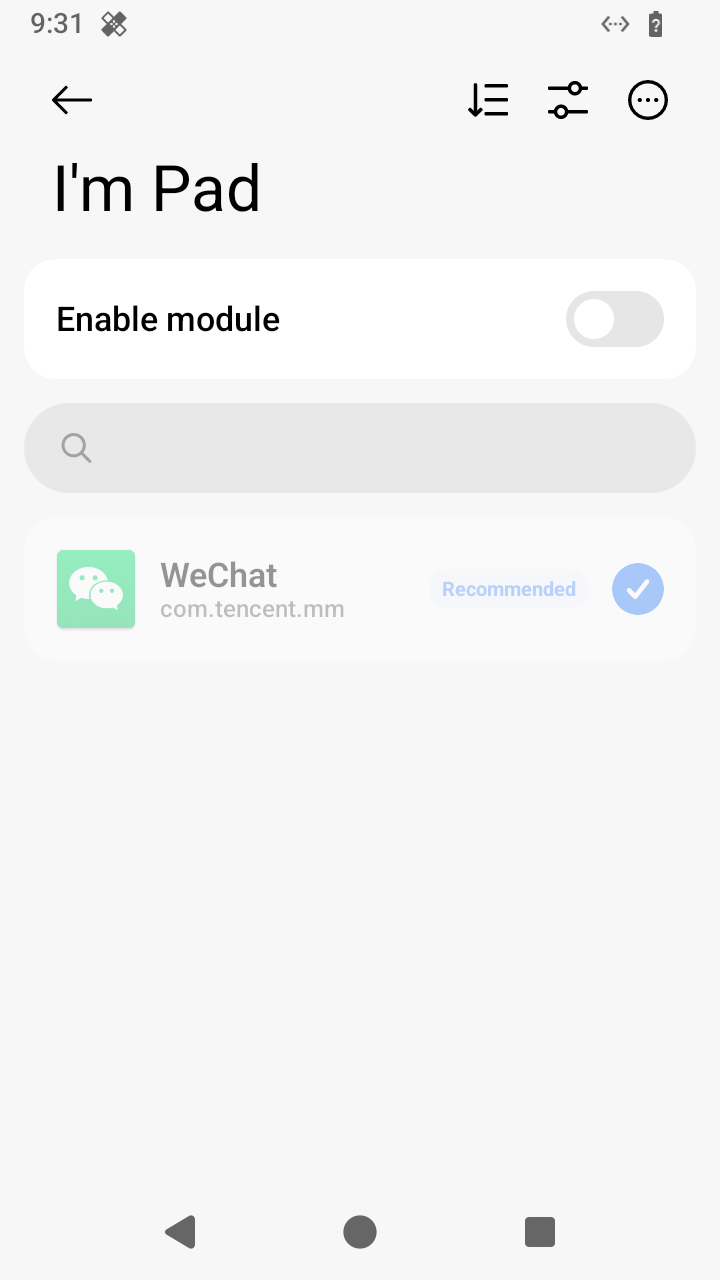 9:31
I'm Pad
Enable module
WeChat
com.tencent.mm
Recommended